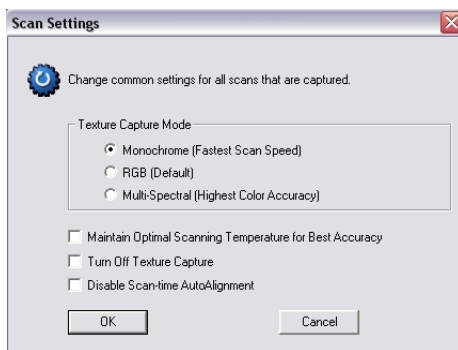 Scan Settings
Change common settings for all scans that are captured.
Texture Capture Mode
Monochrome (Fastest Scan Speed)
RGB (Default)
Multi-Spectral (Highest Color Accuracy)
Maintain Optimal Scanning Temperature for Best Accuracy
Turn Off Texture Capture
Disable Scan-time AutoAlignment
OK Cancel